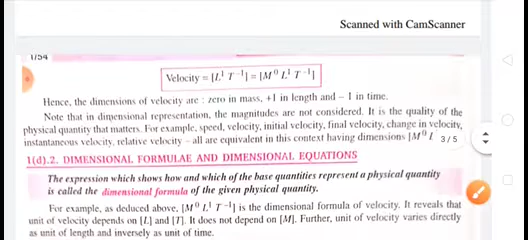 Scanned with CamScanner
1/54
Velocity = [L¹ T⁻¹] = [M⁰ L¹ T⁻¹]
Hence, the dimensions of velocity are : zero in mass, +1 in length and – 1 in time.
Note that in dimensional representation, the magnitudes are not considered. It is the quality of the
physical quantity that matters. For example, speed, velocity, initial velocity, final velocity, change in velocity,
instantaneous velocity, relative velocity – all are equivalent in this context having dimensions [M⁰ L
3/5
1(d).2. DIMENSIONAL FORMULAE AND DIMENSIONAL EQUATIONS
The expression which shows how and which of the base quantities represent a physical quantity
is called the dimensional formula of the given physical quantity.
For example, as deduced above, [M⁰ L¹ T⁻¹] is the dimensional formula of velocity. It reveals that
unit of velocity depends on [L] and [T]. It does not depend on [M]. Further, unit of velocity varies directly
as unit of length and inversely as unit of time.